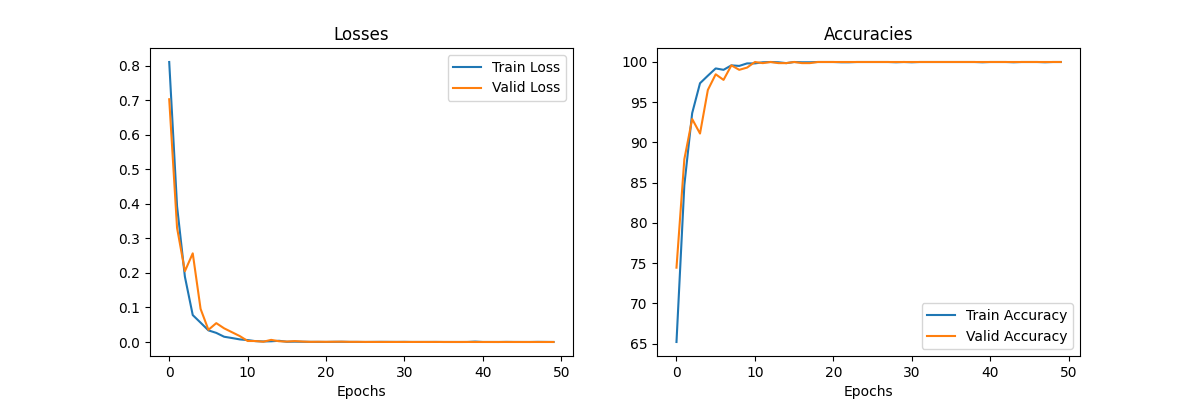 Losses
0.8
0.7
0.6
0.5
0.4
0.3
0.2
0.1
0.0
Train Loss
Valid Loss
0 10 20 30 40 50
Epochs
Accuracies
100
95
90
85
80
75
70
65
Train Accuracy
Valid Accuracy
0 10 20 30 40 50
Epochs